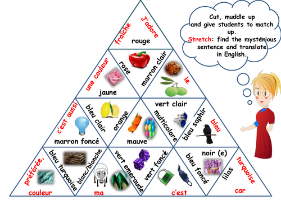 Cut, muddle up
and give students to match
up.
Stretch: find the mysterious
sentence and translate
in English.
fraîche
J'adore
rouge
une couleur
rose
marron clair
le
jaune
vert clair
c'est aussi
bleu clair
orange
multicolore
bleu saphir
bleu
marron foncé
mauve
noir (e)
préférée.
bleu turquoise
blanc/blanche
vert émeraude
vert foncé
bleu foncé
lilas
turquoise
couleur
ma
c'est
car